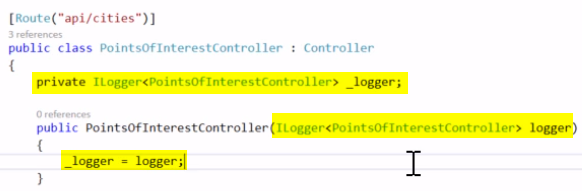 [Route("api/cities")]
3 references
public class PointsOfInterestController : Controller
{
private ILogger<PointsOfInterestController> _logger;
0 references
public PointsOfInterestController(ILogger<PointsOfInterestController> logger)
{
_logger = logger;
}